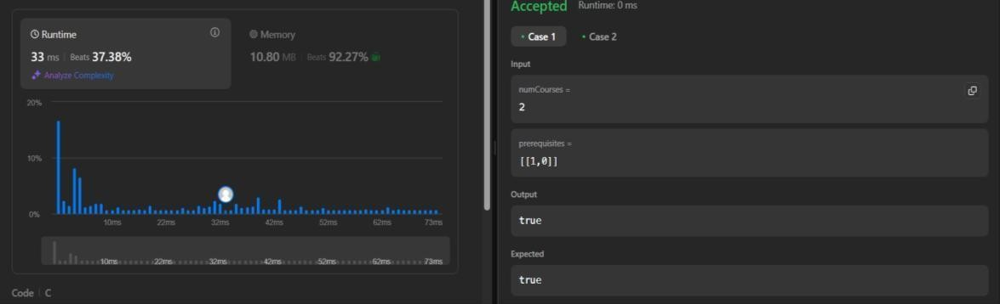 Runtime
33 ms | Beats 37.38%
Analyze Complexity
Memory
10.80 MB | Beats 92.27%
20%
10%
0%
10ms 22ms 32ms 42ms 52ms 62ms 73ms
10ms 22ms 32ms 42ms 52ms 62ms 73ms
Code | C
Accepted Runtime: 0 ms
• Case 1 • Case 2
Input
numCourses =
2
prerequisites =
[[1,0]]
Output
true
Expected
true